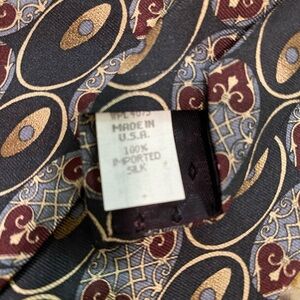 MADE IN
U.S.A.
100%
IMPORTED
SILK